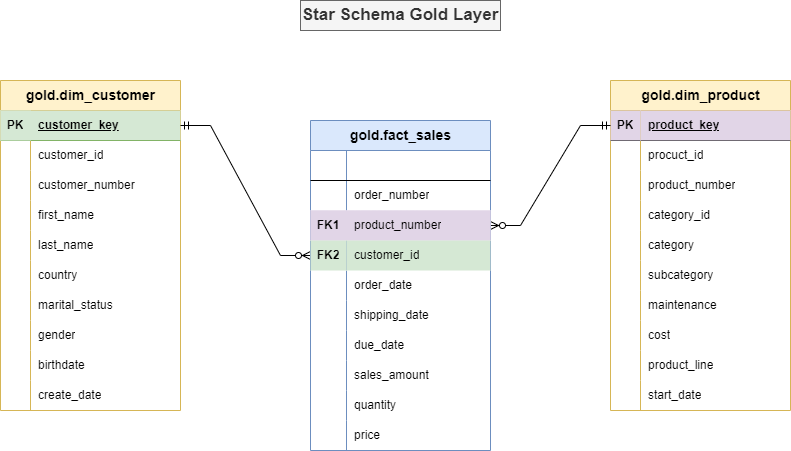 Star Schema Gold Layer
gold.dim_customer
PK customer_key
customer_id
customer_number
first_name
last_name
country
marital_status
gender
birthdate
create_date
gold.fact_sales
order_number
FK1 product_number
FK2 customer_id
order_date
shipping_date
due_date
sales_amount
quantity
price
gold.dim_product
PK product_key
procuct_id
product_number
category_id
category
subcategory
maintenance
cost
product_line
start_date